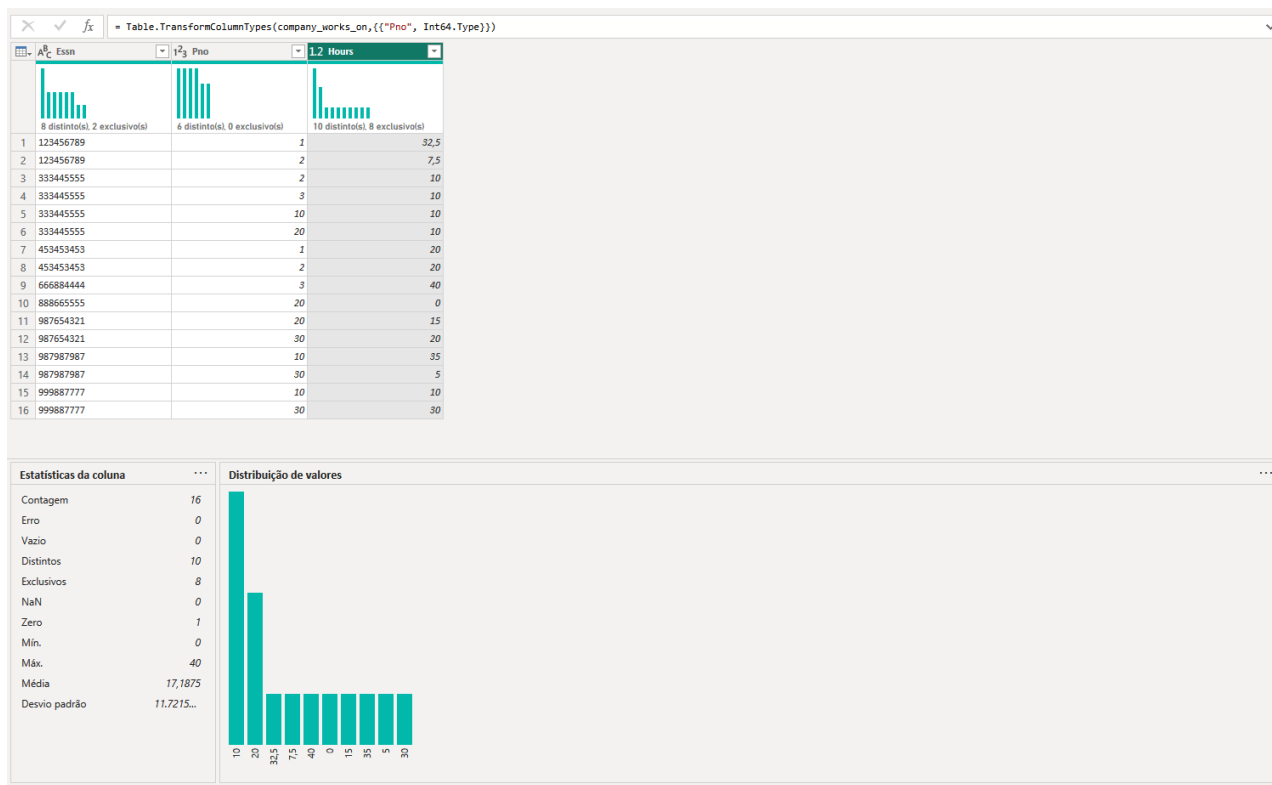 fx = Table.TransformColumnTypes(company_works_on,{{"Pno", Int64.Type}})
ABC Essn 123 Pno 1.2 Hours
8 distinto(s), 2 exclusivo(s) 6 distinto(s), 0 exclusivo(s) 10 distinto(s), 8 exclusivo(s)
1 123456789 1 32,5
2 123456789 2 7,5
3 333445555 2 10
4 333445555 3 10
5 333445555 10 10
6 333445555 20 10
7 453453453 1 20
8 453453453 2 20
9 666884444 3 40
10 888665555 20 0
11 987654321 20 15
12 987654321 30 20
13 987987987 10 35
14 987987987 30 5
15 999887777 10 10
16 999887777 30 30
Estatísticas da coluna ...
Contagem 16
Erro 0
Vazio 0
Distintos 10
Exclusivos 8
NaN 0
Zero 1
Mín. 0
Máx. 40
Média 17,1875
Desvio padrão 11.7215...
Distribuição de valores ...
10 20 32,5 7,5 40 0 15 35 5 30